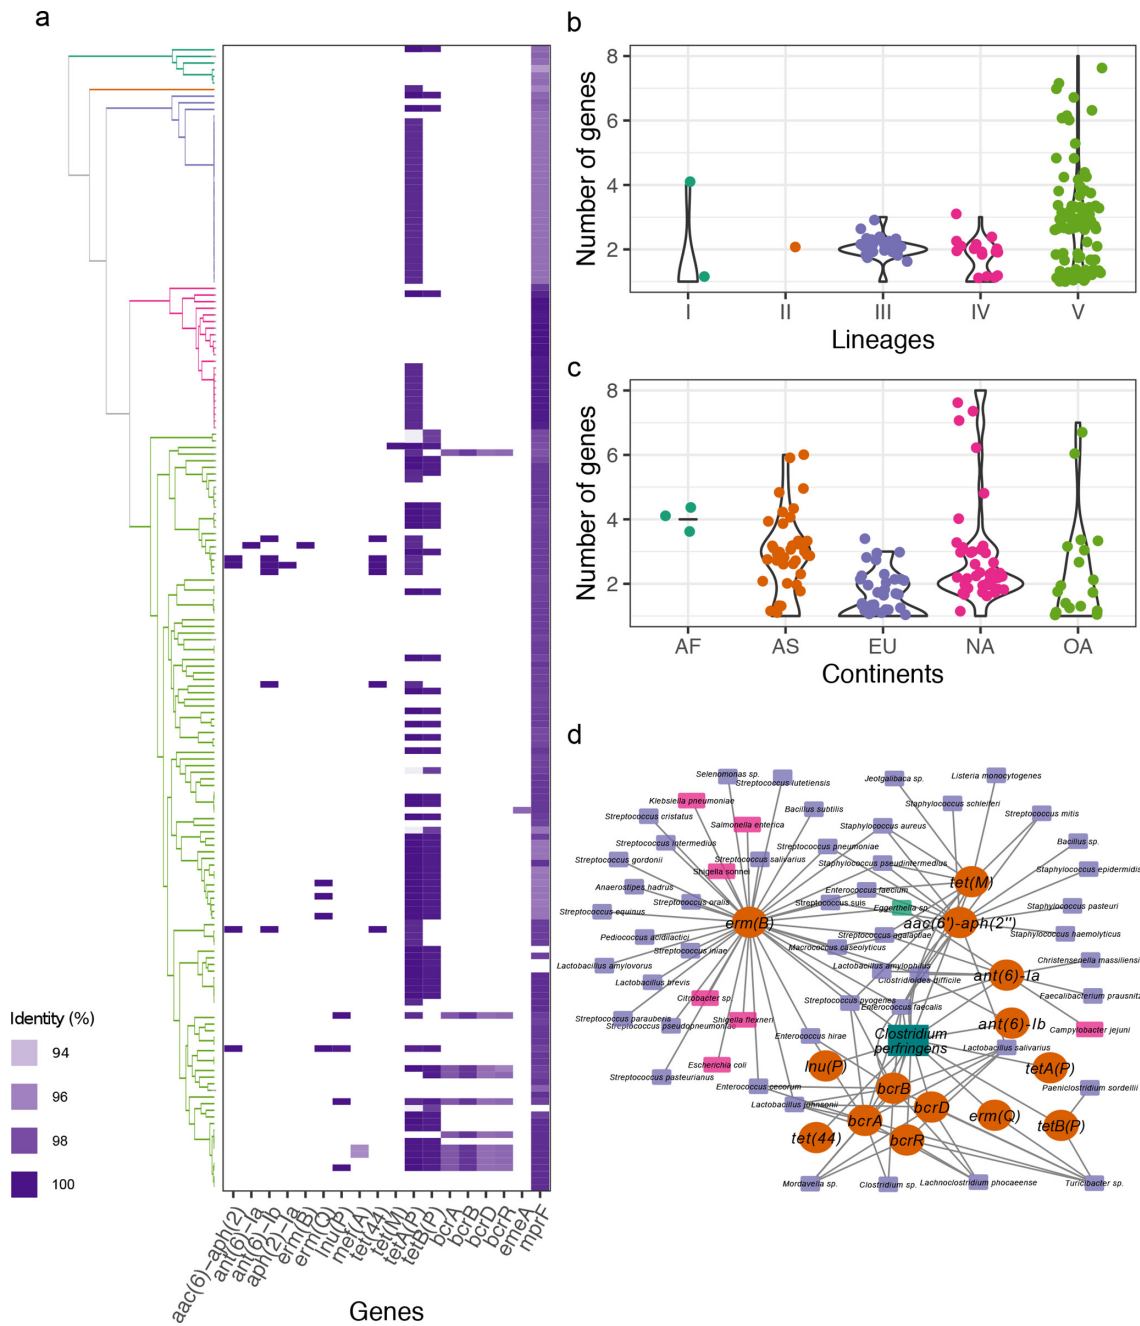 a
Identity (%)
94
96
98
100
aac(6)-aph(2)
ant(6)-Ia
ant(6)-Ib
aph(2)-Ia
erm(B)
erm(Q)
lnu(P)
mef(A)
tet(44)
tet(M)
tetA(P)
tetB(P)
bcrA
bcrB
bcrD
bcrR
emeA
mprF
Genes
b
Number of genes
8
6
4
2
I II III IV V
Lineages
c
Number of genes
8
6
4
2
AF AS EU NA OA
Continents
d
Selenomonas sp.
Streptococcus lutetiensis
Jeotgalibaca sp.
Listeria monocytogenes
Klebsiella pneumoniae
Staphylococcus schleiferi
Streptococcus cristatus
Bacillus subtilis
Streptococcus mitis
Salmonella enterica
Staphylococcus aureus
Streptococcus intermedius
Streptococcus pneumoniae
Bacillus sp.
Streptococcus gordonii
Streptococcus salivarius
Staphylococcus pseudintermedius
Staphylococcus epidermidis
Shigella sonnei
tet(M)
Anaerostipes hadrus
Enterococcus faecium
Streptococcus oralis
Streptococcus suis
Eggerthella sp.
Staphylococcus pasteuri
Streptococcus equinus
erm(B)
aac(6')-aph(2'')
Pediococcus acidilactici
Streptococcus agalactiae
Staphylococcus haemolyticus
Streptococcus iniae
Macrococcus caseolyticus
Christensenella massiliensis
Lactobacillus amylovorus
Lactobacillus amylophilus
ant(6)-Ia
Lactobacillus brevis
Clostridioides difficile
Citrobacter sp.
Streptococcus pyogenes
Faecalibacterium prausnitzii
Enterococcus faecalis
Streptococcus parauberis
Shigella flexneri
ant(6)-Ib
Streptococcus pseudopneumoniae
Campylobacter jejuni
Enterococcus hirae
Clostridium
perfringens
Lactobacillus salivarius
Escherichia coli
lnu(P)
tetA(P)
Streptococcus pasteurianus
Enterococcus cecorum
bcrB
Paeniclostridium sordellii
Lactobacillus johnsonii
bcrD
bcrA
erm(Q)
tetB(P)
tet(44)
bcrR
Mordavella sp.
Clostridium sp.
Lachnoclostridium phocaeense
Turicibacter sp.